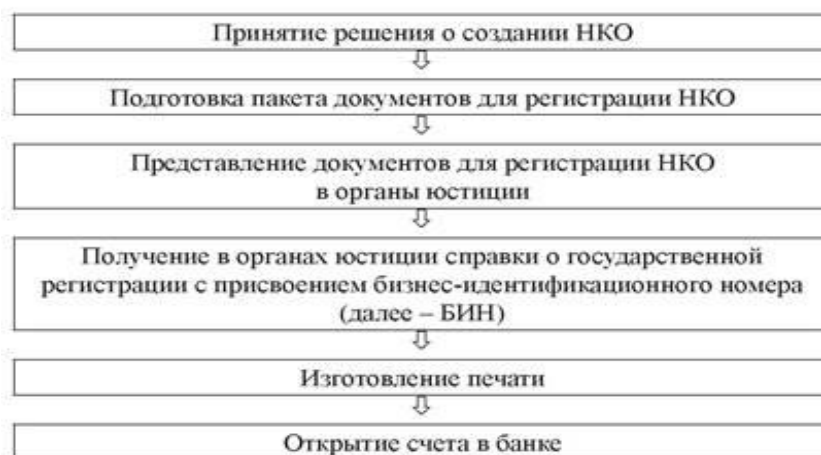 Принятие решения о создании НКО
Подготовка пакета документов для регистрации НКО
Представление документов для регистрации НКО
в органы юстиции
Получение в органах юстиции справки о государственной
регистрации с присвоением бизнес-идентификационного номера
(далее – БИН)
Изготовление печати
Открытие счета в банке